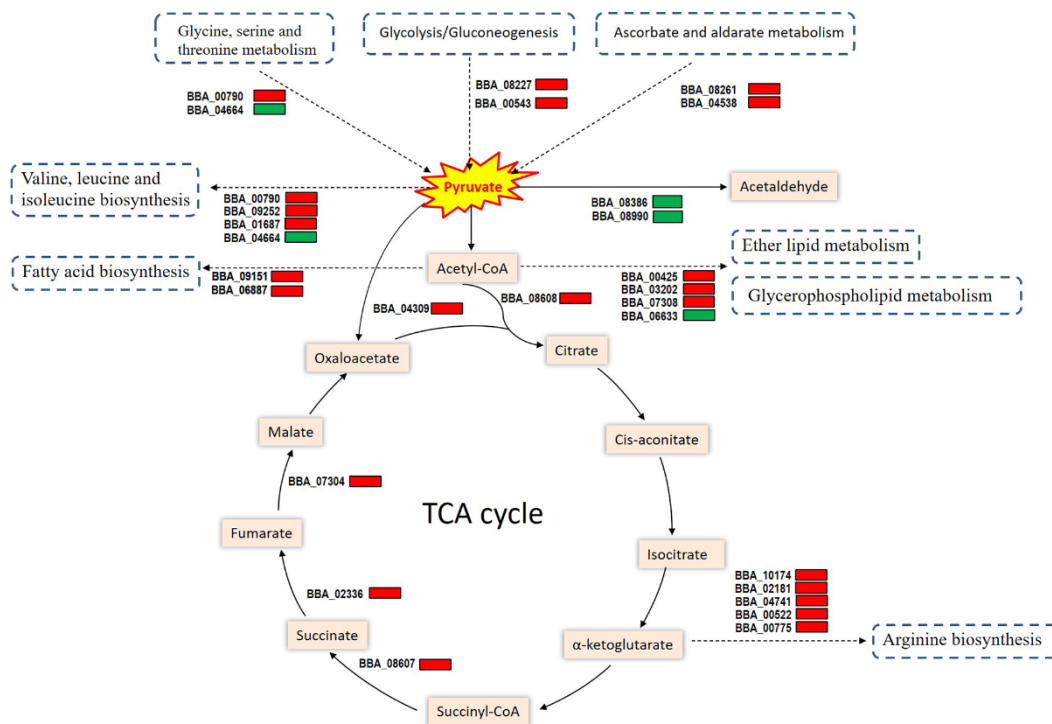 Glycine, serine and
threonine metabolism
Glycolysis/Gluconeogenesis
Ascorbate and aldarate metabolism
BBA_00790
BBA_04664
BBA_08227
BBA_00543
BBA_08261
BBA_04538
Valine, leucine and
isoleucine biosynthesis
Pyruvate
Acetaldehyde
BBA_00790
BBA_09252
BBA_01687
BBA_04664
BBA_08386
BBA_08990
Fatty acid biosynthesis
BBA_09151
BBA_06887
Acetyl-CoA
Ether lipid metabolism
Glycerophospholipid metabolism
BBA_00425
BBA_03202
BBA_07308
BBA_06633
BBA_04309
BBA_08608
Oxaloacetate
Citrate
Malate
Cis-aconitate
BBA_07304
TCA cycle
Fumarate
Isocitrate
BBA_10174
BBA_02181
BBA_04741
BBA_00522
BBA_00775
BBA_02336
Succinate
α-ketoglutarate
Arginine biosynthesis
BBA_08607
Succinyl-CoA